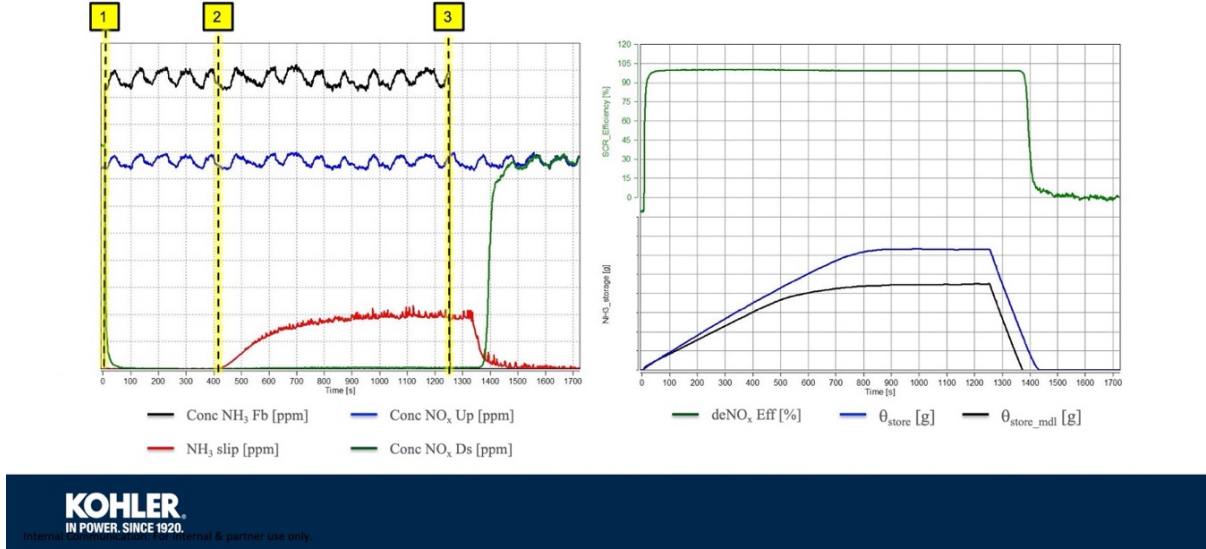 1
2
3
0 100 200 300 400 500 600 700 800 900 1000 1100 1200 1300 1400 1500 1600 1700
Time [s]
Conc NH₃ Fb [ppm]
Conc NOₓ Up [ppm]
NH₃ slip [ppm]
Conc NOₓ Ds [ppm]
120
105
90
75
60
45
30
15
0
SCR_Efficiency [%]
NH3_storage [g]
0 100 200 300 400 500 600 700 800 900 1000 1100 1200 1300 1400 1500 1600 1700
Time [s]
deNOₓ Eff [%]
θstore [g]
θstore_mdl [g]
KOHLER®
IN POWER. SINCE 1920.
Internal Communication: For internal & partner use only.